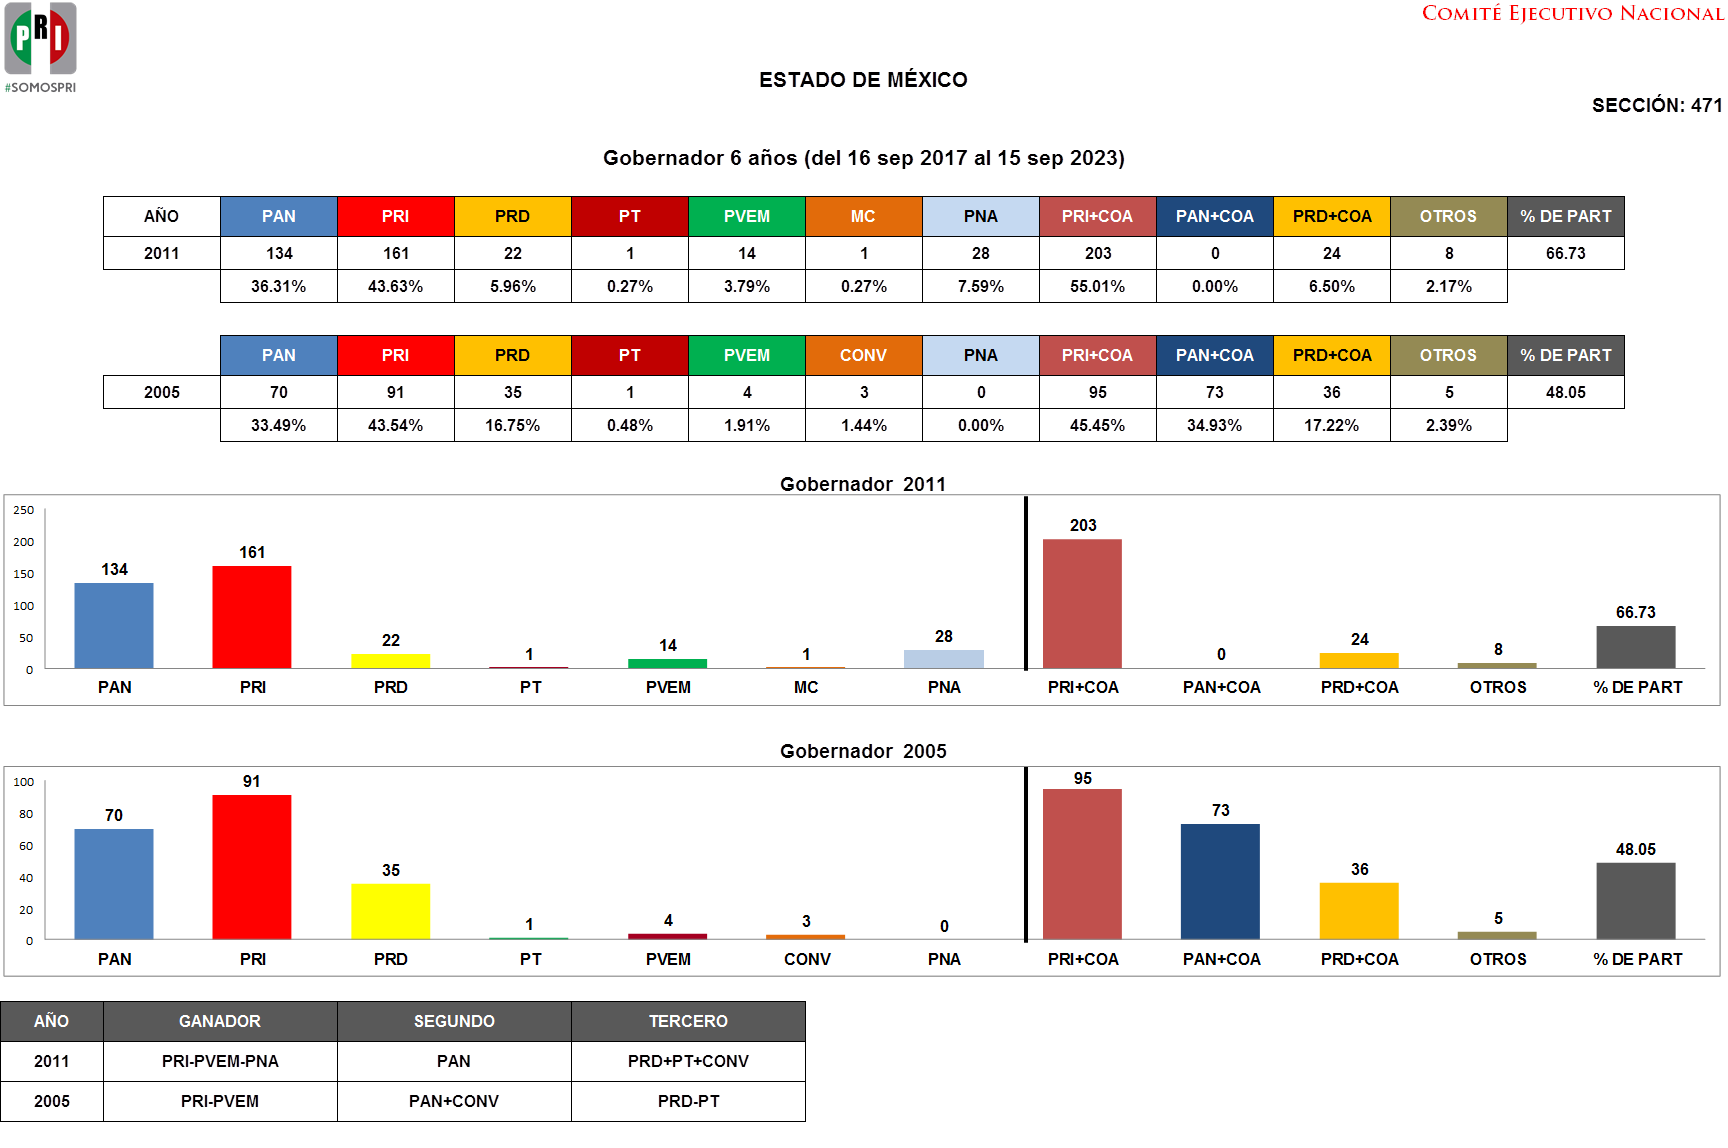 PRI
#SOMOSPRI
COMITÉ EJECUTIVO NACIONAL
ESTADO DE MÉXICO
SECCIÓN: 471
Gobernador 6 años (del 16 sep 2017 al 15 sep 2023)
AÑO PAN PRI PRD PT PVEM MC PNA PRI+COA PAN+COA PRD+COA OTROS % DE PART
2011 134 161 22 1 14 1 28 203 0 24 8 66.73
36.31% 43.63% 5.96% 0.27% 3.79% 0.27% 7.59% 55.01% 0.00% 6.50% 2.17%
PAN PRI PRD PT PVEM CONV PNA PRI+COA PAN+COA PRD+COA OTROS % DE PART
2005 70 91 35 1 4 3 0 95 73 36 5 48.05
33.49% 43.54% 16.75% 0.48% 1.91% 1.44% 0.00% 45.45% 34.93% 17.22% 2.39%
Gobernador 2011
250
200
150
100
50
0
134 161 22 1 14 1 28 203 0 24 8 66.73
PAN PRI PRD PT PVEM MC PNA PRI+COA PAN+COA PRD+COA OTROS % DE PART
Gobernador 2005
100
80
60
40
20
0
70 91 35 1 4 3 0 95 73 36 5 48.05
PAN PRI PRD PT PVEM CONV PNA PRI+COA PAN+COA PRD+COA OTROS % DE PART
AÑO GANADOR SEGUNDO TERCERO
2011 PRI-PVEM-PNA PAN PRD+PT+CONV
2005 PRI-PVEM PAN+CONV PRD-PT